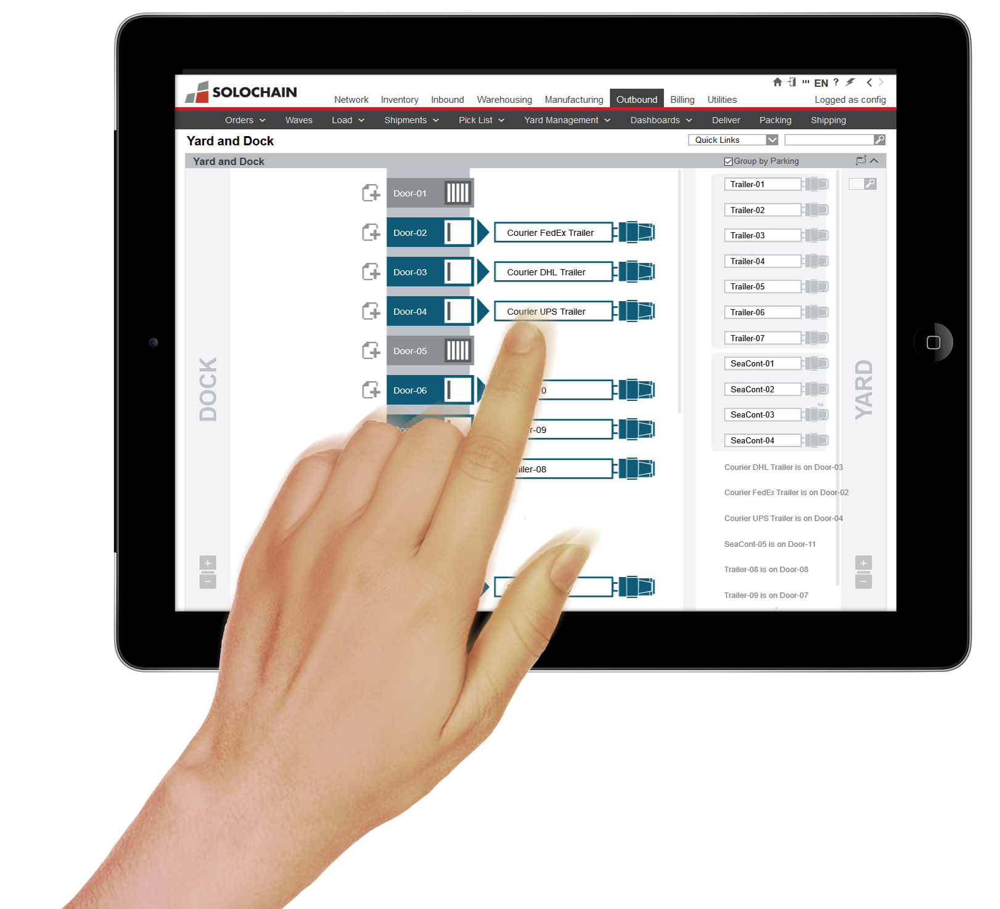 SOLOCHAIN
EN ?
Network Inventory Inbound Warehousing Manufacturing Outbound Billing Utilities Logged as config
Orders Waves Load Shipments Pick List Yard Management Dashboards Deliver Packing Shipping
Yard and Dock
Quick Links
Yard and Dock
Group by Parking
DOCK
Door-01
Door-02 Courier FedEx Trailer
Door-03 Courier DHL Trailer
Door-04 Courier UPS Trailer
Door-05
Door-06 0
r-09
iler-08
Trailer-01
Trailer-02
Trailer-03
Trailer-04
Trailer-05
Trailer-06
Trailer-07
SeaCont-01
SeaCont-02
SeaCont-03
SeaCont-04
Courier DHL Trailer is on Door-03
Courier FedEx Trailer is on Door-02
Courier UPS Trailer is on Door-04
SeaCont-05 is on Door-11
Trailer-08 is on Door-08
Trailer-09 is on Door-07
YARD